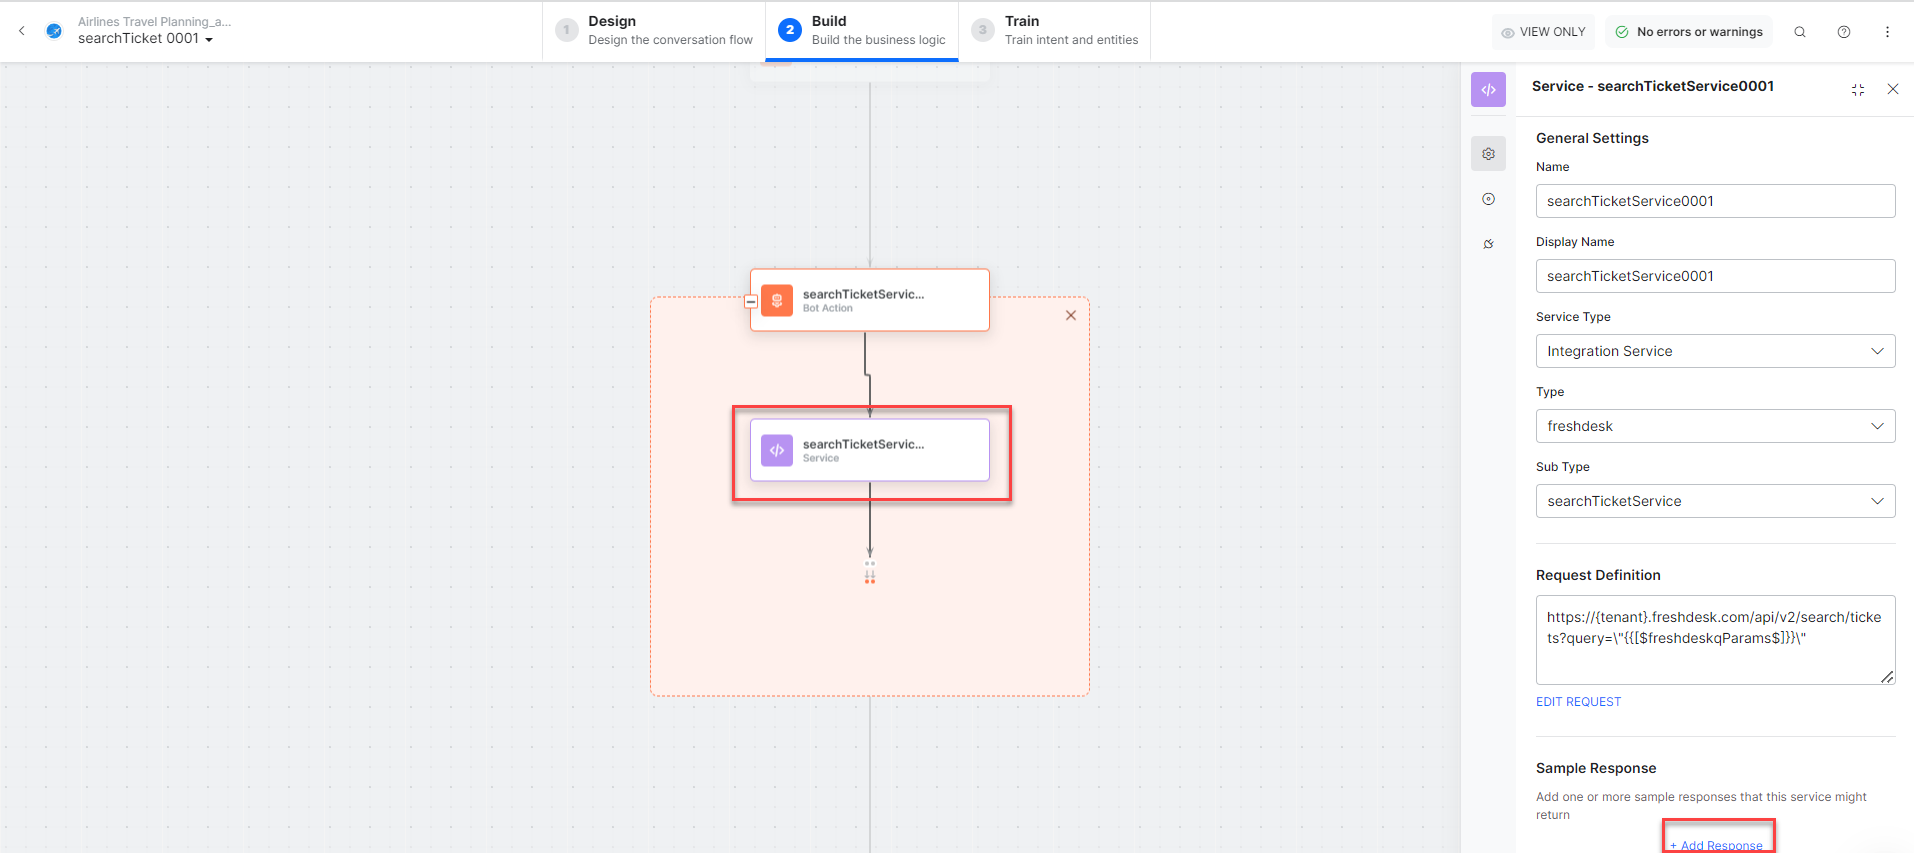 Airlines Travel Planning_a...
searchTicket 0001
1
Design
Design the conversation flow
2
Build
Build the business logic
3
Train
Train intent and entities
VIEW ONLY
No errors or warnings
searchTicketServic...
Bot Action
searchTicketServic...
Service
Service - searchTicketService0001
General Settings
Name
searchTicketService0001
Display Name
searchTicketService0001
Service Type
Integration Service
Type
freshdesk
Sub Type
searchTicketService
Request Definition
https://{tenant}.freshdesk.com/api/v2/search/ticke
ts?query=\"{{[$freshdeskqParams$]}}\"
EDIT REQUEST
Sample Response
Add one or more sample responses that this service might
return
+ Add Response